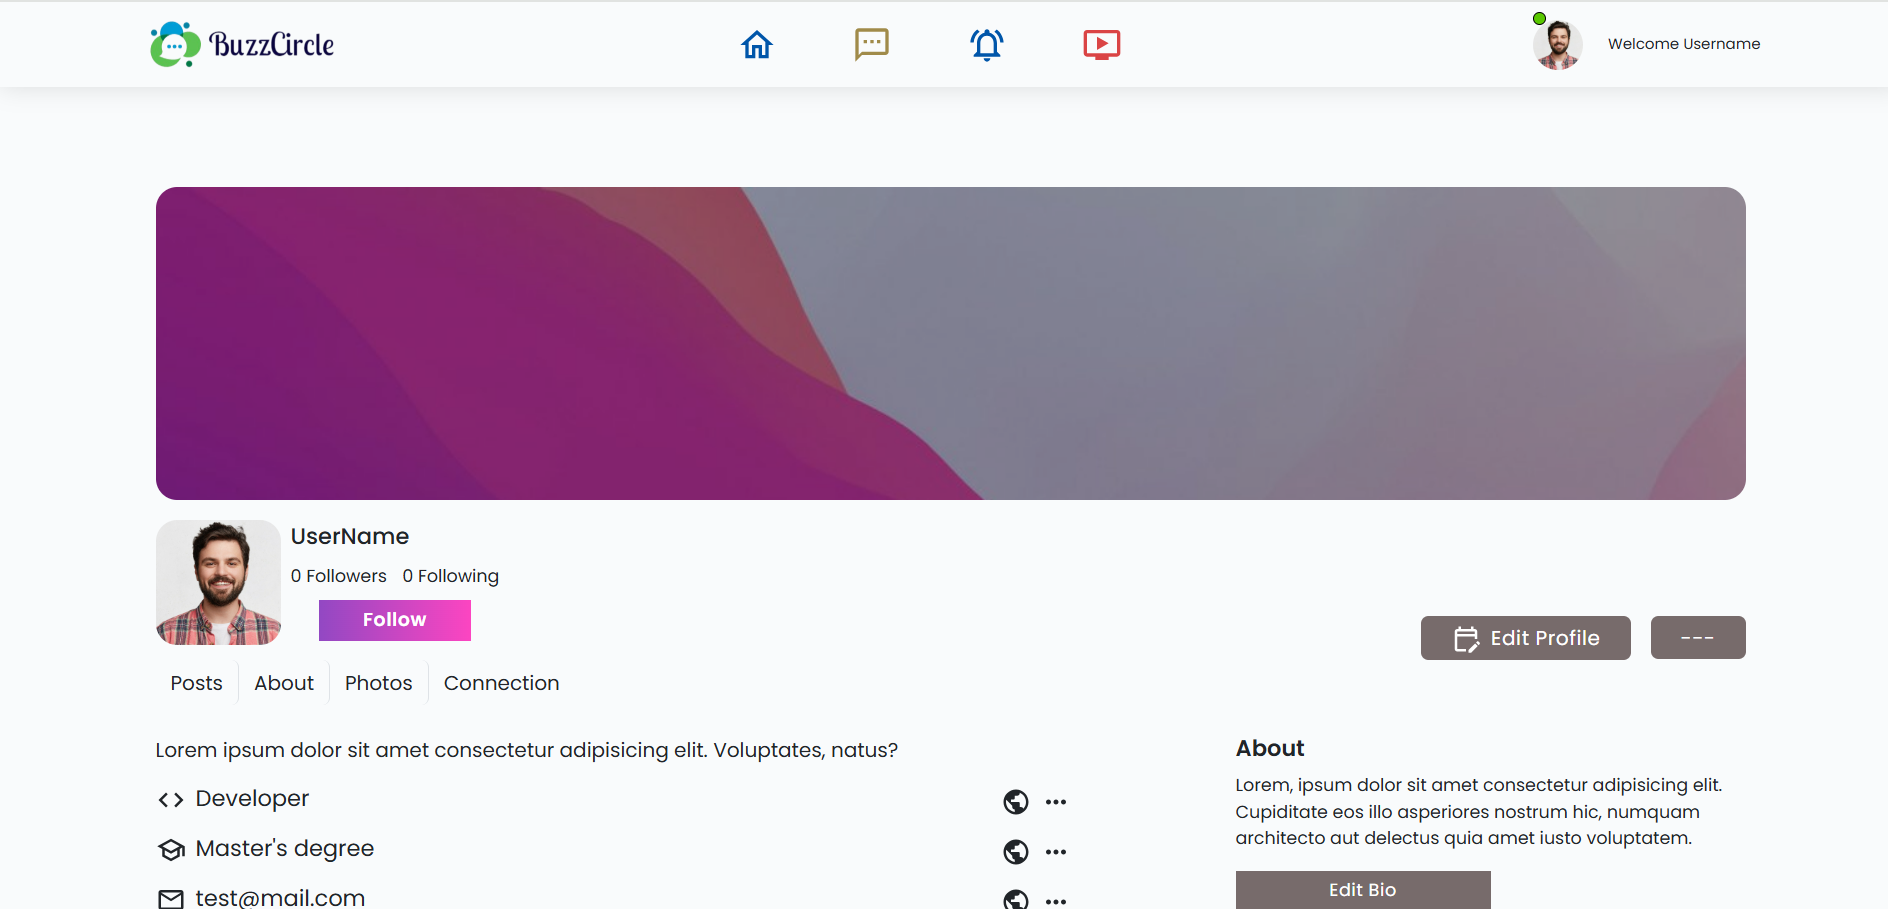 BuzzCircle
Welcome Username
UserName
0 Followers 0 Following
Follow
Edit Profile
---
Posts About Photos Connection
Lorem ipsum dolor sit amet consectetur adipisicing elit. Voluptates, natus?
Developer
Master's degree
test@mail.com
About
Lorem, ipsum dolor sit amet consectetur adipisicing elit.
Cupiditate eos illo asperiores nostrum hic, numquam
architecto aut delectus quia amet iusto voluptatem.
Edit Bio